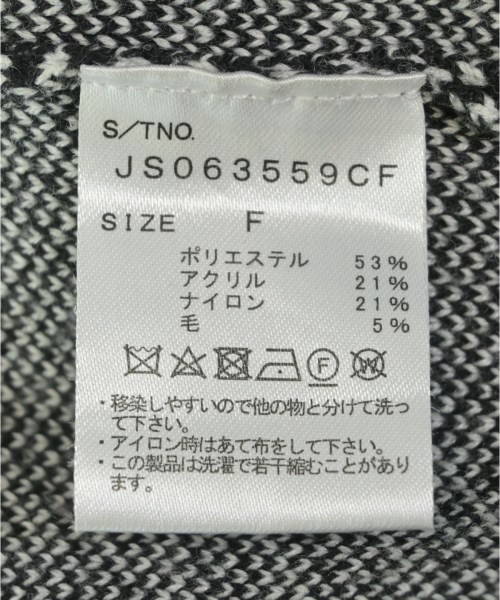 S/TNO.
JS063559CF
SIZE F
ポリエステル 53%
アクリル 21%
ナイロン 21%
毛 5%
F W
・移染しやすいので他の物と分けて洗っ
て下さい。
・アイロン時はあて布をして下さい。
・この製品は洗濯で若干縮むことがあり
ます。